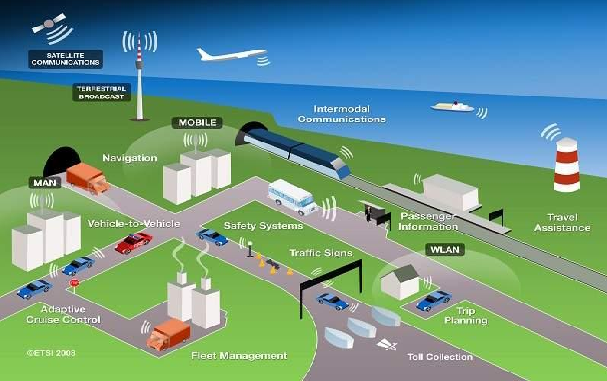 SATELLITE
COMMUNICATIONS
TERRESTRIAL
BROADCAST
MOBILE
Intermodal
Communications
Navigation
MAN
Vehicle-to-Vehicle
Safety Systems
Passenger
Information
Travel
Assistance
Traffic Signs
WLAN
Adaptive
Cruise Control
Trip
Planning
Fleet Management
Toll Collection
©ETSI 2008